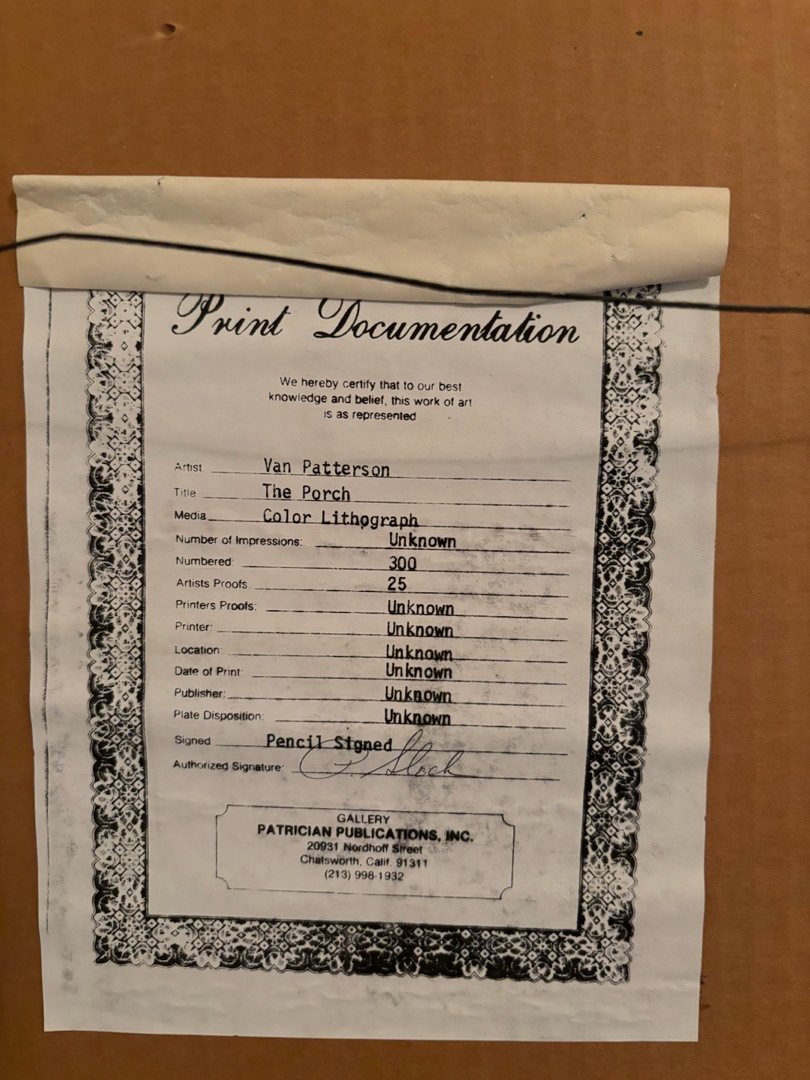 Print Documentation
We hereby certify that to our best
knowledge and belief, this work of art
is as represented
Artist Van Patterson
Title The Porch
Media Color Lithograph
Number of Impressions: Unknown
Numbered: 300
Artists Proofs 25
Printers Proofs: Unknown
Printer: Unknown
Location: Unknown
Date of Print: Unknown
Publisher: Unknown
Plate Disposition: Unknown
Signed Pencil Signed
Authorized Signature:
GALLERY
PATRICIAN PUBLICATIONS, INC.
20931 Nordhoff Street
Chatsworth, Calif. 91311
(213) 998-1932